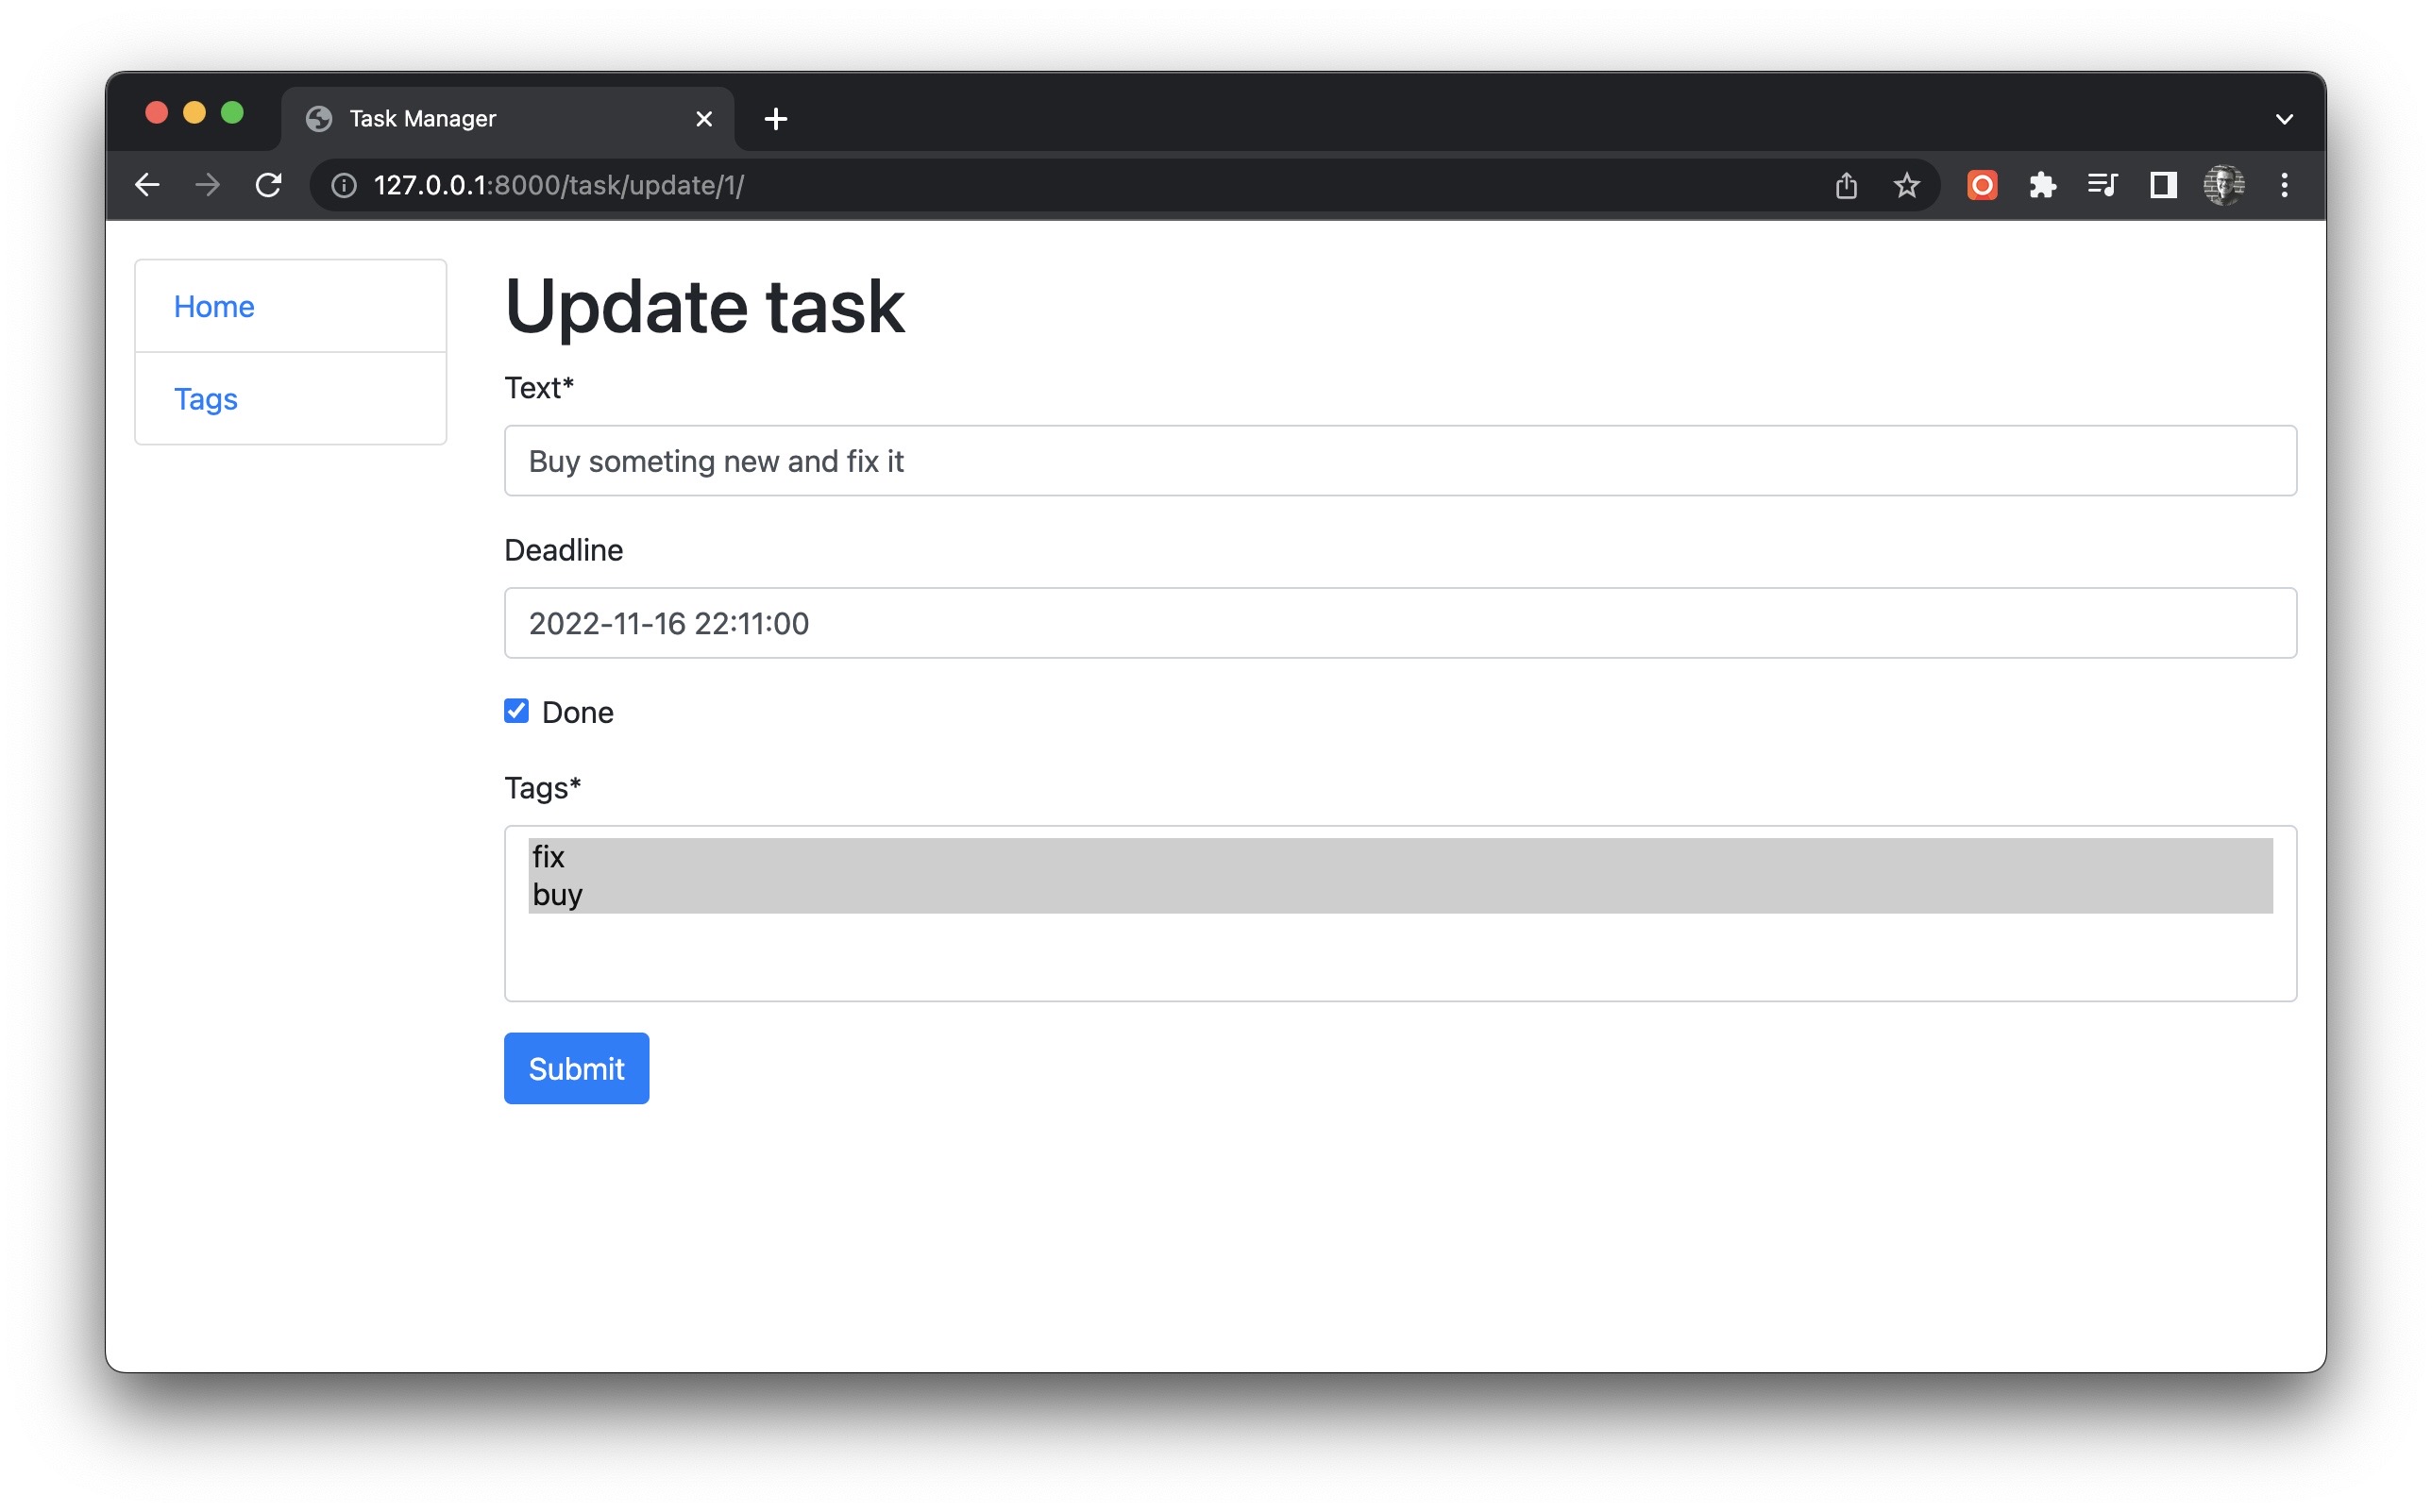 Task Manager
127.0.0.1:8000/task/update/1/
Home
Tags
Update task
Text*
Buy someting new and fix it
Deadline
2022-11-16 22:11:00
Done
Tags*
fix
buy
Submit